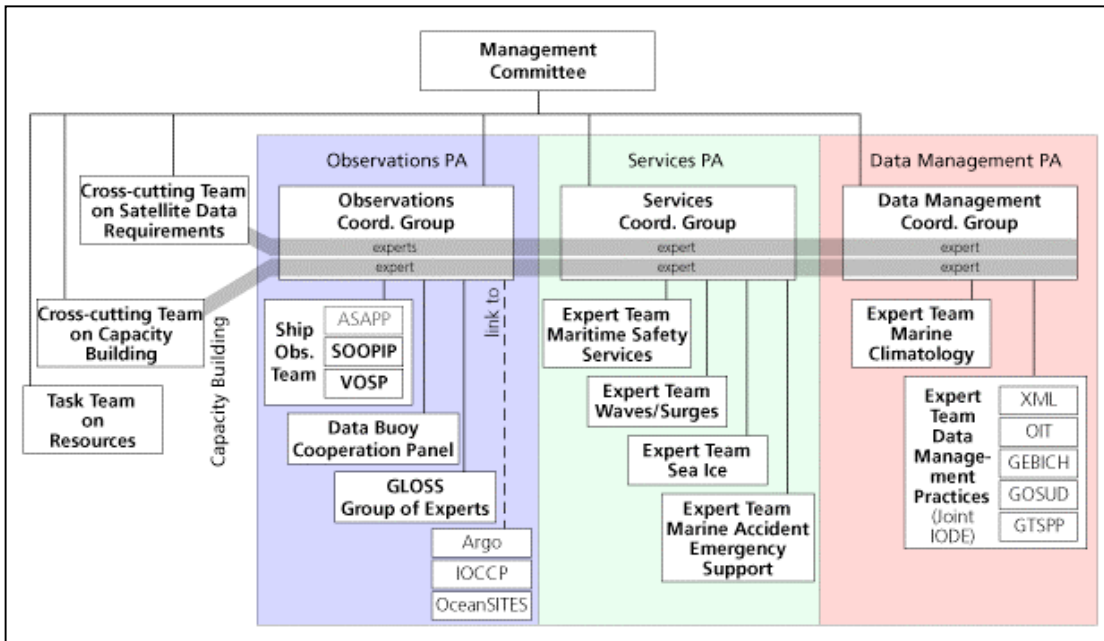 Management
Committee
Observations PA
Services PA
Data Management PA
Cross-cutting Team
on Satellite Data
Requirements
Observations
Coord. Group
Services
Coord. Group
Data Management
Coord. Group
experts
expert
expert
expert
expert
expert
Cross-cutting Team
on Capacity
Building
Capacity Building
Task Team
on
Resources
Ship
Obs.
Team
ASAPP
SOOPIP
VOSP
link to
Data Buoy
Cooperation Panel
GLOSS
Group of Experts
Argo
IOCCP
OceanSITES
Expert Team
Maritime Safety
Services
Expert Team
Waves/Surges
Expert Team
Sea Ice
Expert Team
Marine Accident
Emergency
Support
Expert Team
Marine
Climatology
Expert
Team
Data
Manage-
ment
Practices
(Joint
IODE)
XML
OIT
GEBICH
GOSUD
GTSPP